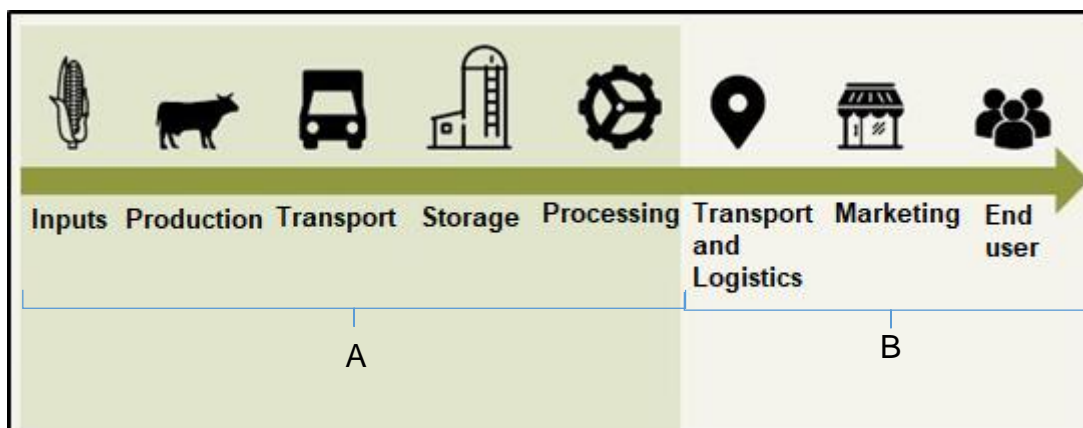 Inputs Production Transport Storage Processing Transport and Logistics Marketing End user
A
B